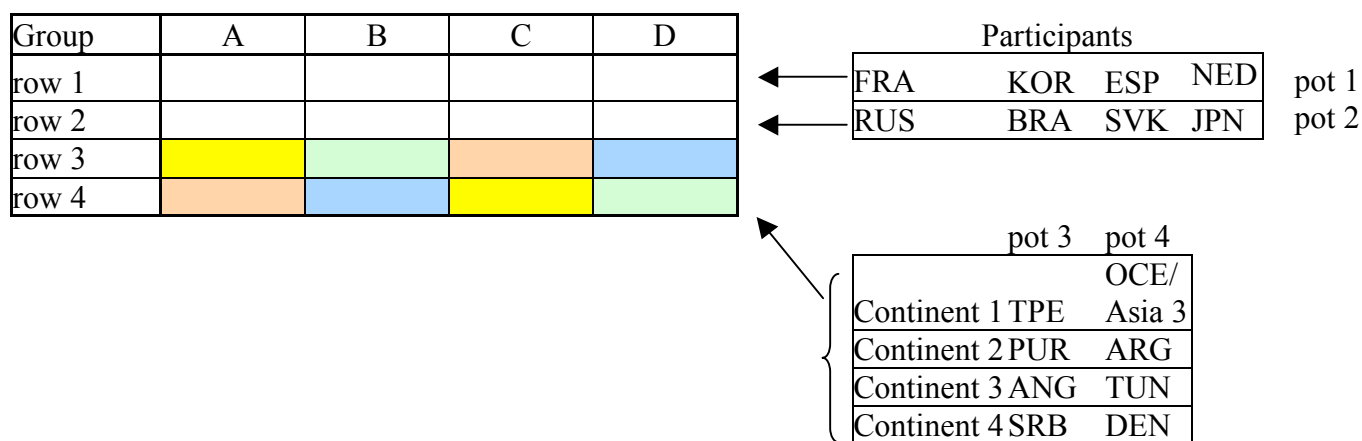 Group A B C D
row 1
row 2
row 3
row 4
Participants
FRA KOR ESP NED pot 1
RUS BRA SVK JPN pot 2
pot 3 pot 4
OCE/
Continent 1 TPE Asia 3
Continent 2 PUR ARG
Continent 3 ANG TUN
Continent 4 SRB DEN